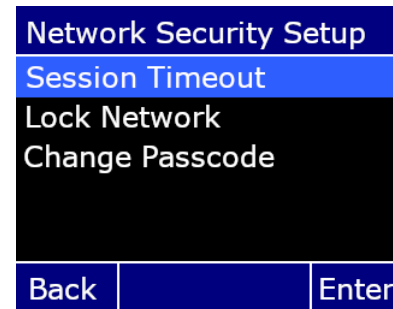 Network Security Setup
Session Timeout
Lock Network
Change Passcode
Back Enter